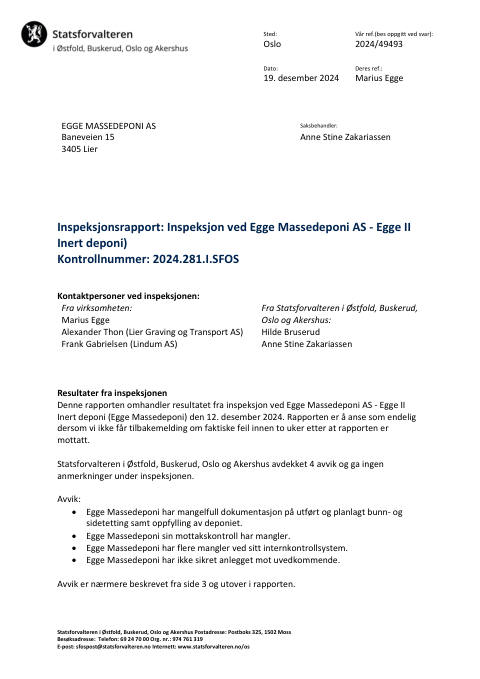 Statsforvalteren
i Østfold, Buskerud, Oslo og Akershus
Sted:
Oslo
Vår ref.(bes oppgitt ved svar):
2024/49493
Dato:
19. desember 2024
Deres ref.:
Marius Egge
EGGE MASSEDEPONI AS
Baneveien 15
3405 Lier
Saksbehandler:
Anne Stine Zakariassen
Inspeksjonsrapport: Inspeksjon ved Egge Massedeponi AS - Egge II
Inert deponi)
Kontrollnummer: 2024.281.I.SFOS
Kontaktpersoner ved inspeksjonen:
Fra virksomheten:
Marius Egge
Alexander Thon (Lier Graving og Transport AS)
Frank Gabrielsen (Lindum AS)
Fra Statsforvalteren i Østfold, Buskerud,
Oslo og Akershus:
Hilde Bruserud
Anne Stine Zakariassen
Resultater fra inspeksjonen
Denne rapporten omhandler resultatet fra inspeksjon ved Egge Massedeponi AS - Egge II
Inert deponi (Egge Massedeponi) den 12. desember 2024. Rapporten er å anse som endelig
dersom vi ikke får tilbakemelding om faktiske feil innen to uker etter at rapporten er
mottatt.
Statsforvalteren i Østfold, Buskerud, Oslo og Akershus avdekket 4 avvik og ga ingen
anmerkninger under inspeksjonen.
Avvik:
• Egge Massedeponi har mangelfull dokumentasjon på utført og planlagt bunn- og
sidetetting samt oppfylling av deponiet.
• Egge Massedeponi sin mottakskontroll har mangler.
• Egge Massedeponi har flere mangler ved sitt internkontrollsystem.
• Egge Massedeponi har ikke sikret anlegget mot uvedkommende.
Avvik er nærmere beskrevet fra side 3 og utover i rapporten.
Statsforvalteren i Østfold, Buskerud, Oslo og Akershus Postadresse: Postboks 325, 1502 Moss
Besøksadresse: Telefon: 69 24 70 00 Org. nr.: 974 761 319
E-post: sfospost@statsforvalteren.no Internett: www.statsforvalteren.no/os